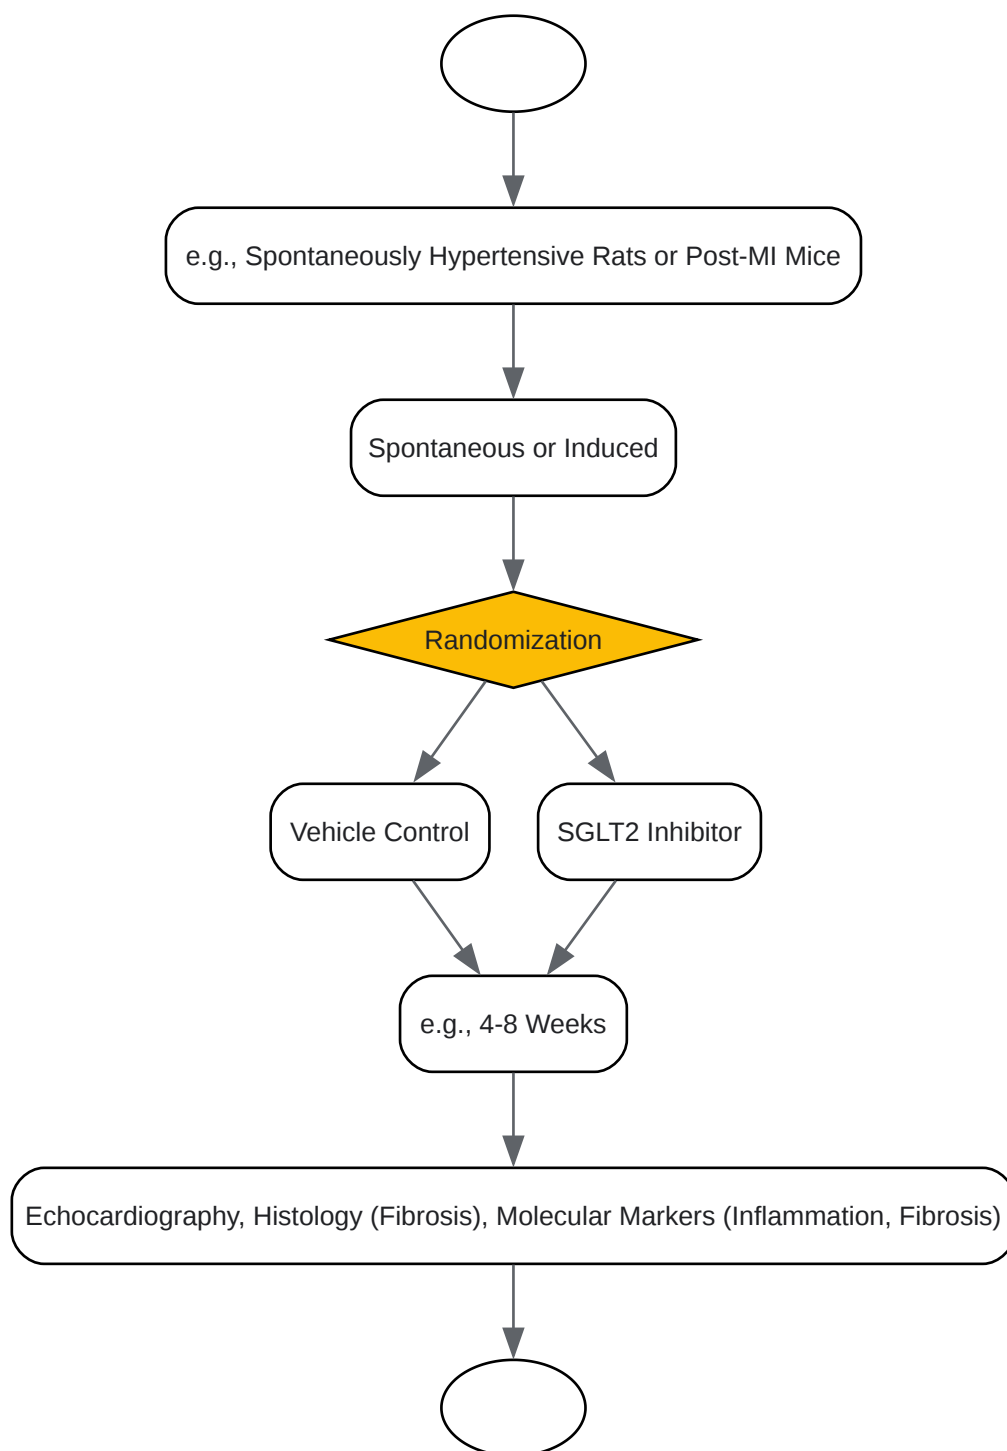 e.g., Spontaneously Hypertensive Rats or Post-MI Mice
Spontaneous or Induced
Randomization
Vehicle Control
SGLT2 Inhibitor
e.g., 4-8 Weeks
Echocardiography, Histology (Fibrosis), Molecular Markers (Inflammation, Fibrosis)